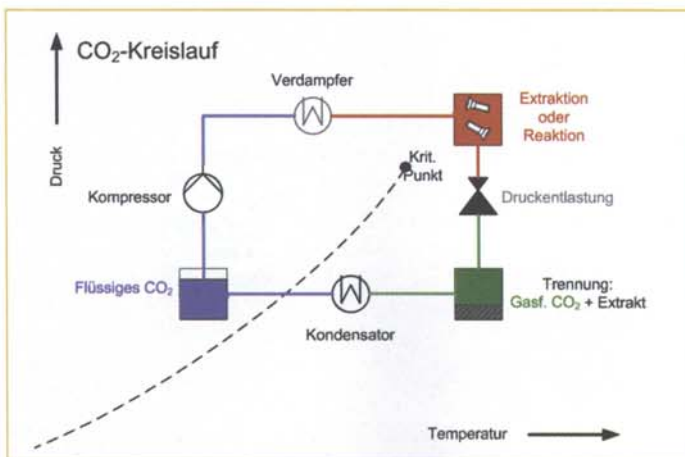 CO₂-Kreislauf
Druck
Verdampfer
Extraktion
oder
Reaktion
Krit.
Punkt
Kompressor
Druckentlastung
Flüssiges CO₂
Trennung:
Gasf. CO₂ + Extrakt
Kondensator
Temperatur